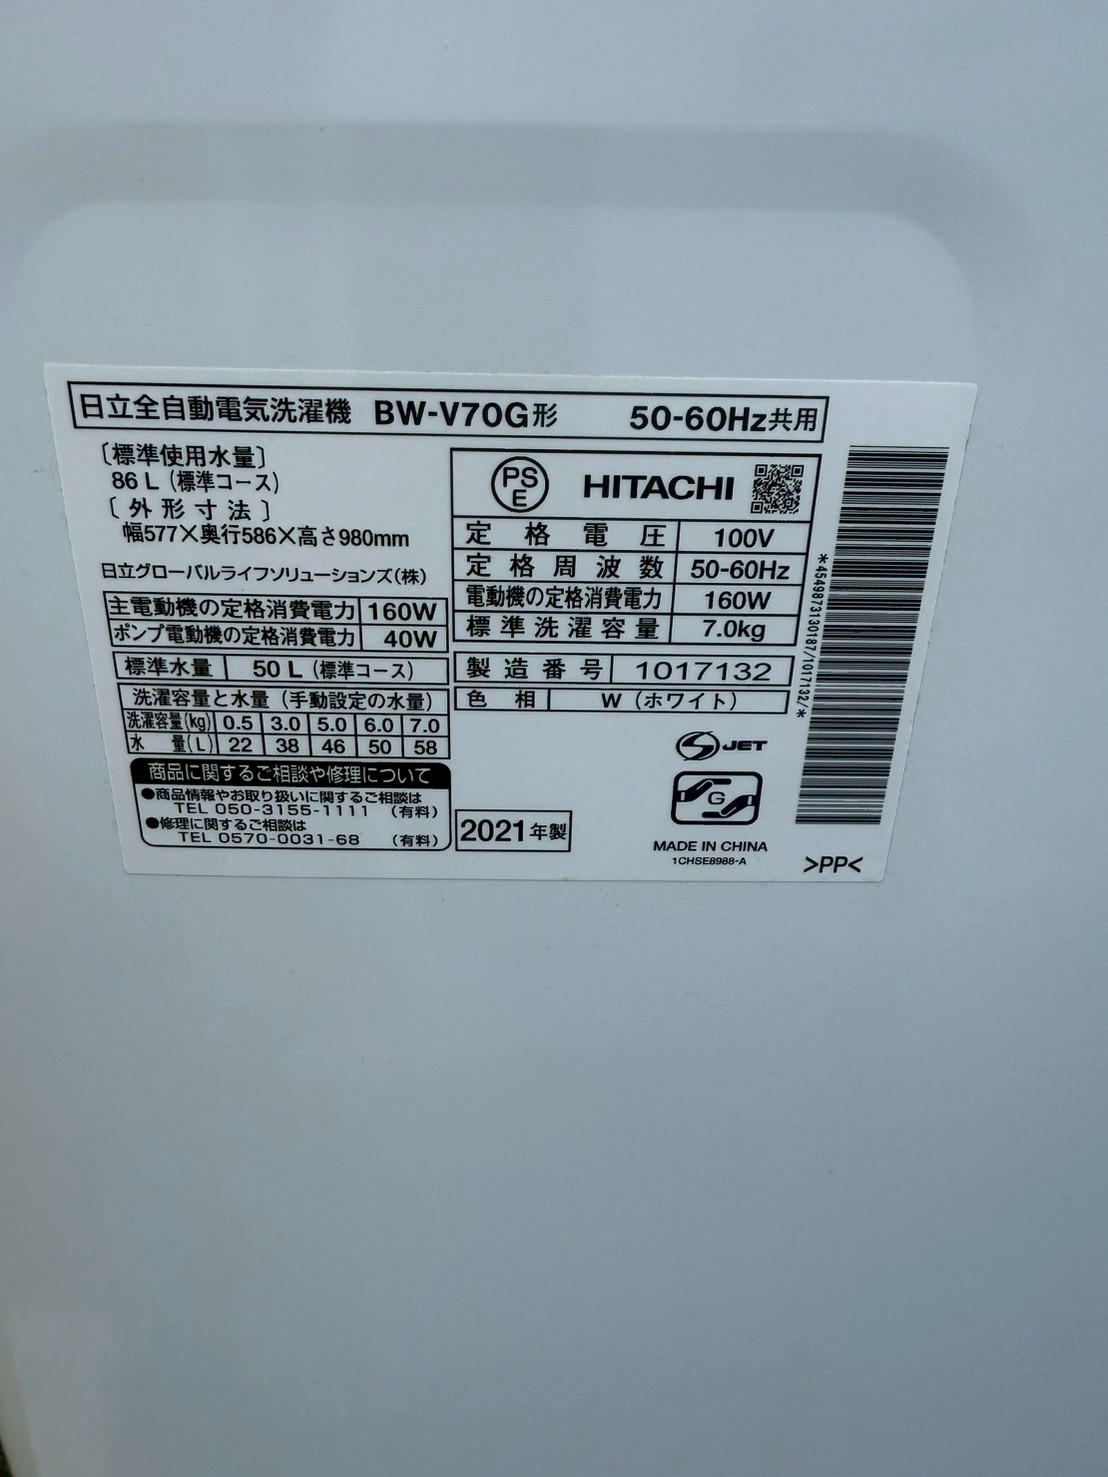 日立全自動電気洗濯機 BW-V70G形 50-60Hz共用
〔標準使用水量〕
86 L（標準コース）
〔外形寸法〕
幅577×奥行586×高さ980mm
日立グローバルライフソリューションズ(株)
主電動機の定格消費電力 160W
ポンプ電動機の定格消費電力 40W
標準水量 50 L（標準コース）
洗濯容量と水量（手動設定の水量）
洗濯容量(kg) 0.5 3.0 5.0 6.0 7.0
水量(L) 22 38 46 50 58
商品に関するご相談や修理について
●商品情報やお取り扱いに関するご相談は
TEL 050-3155-1111（有料）
●修理に関するご相談は
TEL 0570-0031-68（有料）
PS E HITACHI
定格電圧 100V
定格周波数 50-60Hz
電動機の定格消費電力 160W
標準洗濯容量 7.0kg
製造番号 1017132
色相 W（ホワイト）
S JET
G
2021年製
MADE IN CHINA
1CHSE8988-A
>PP<
*4549873130187/1017132/*